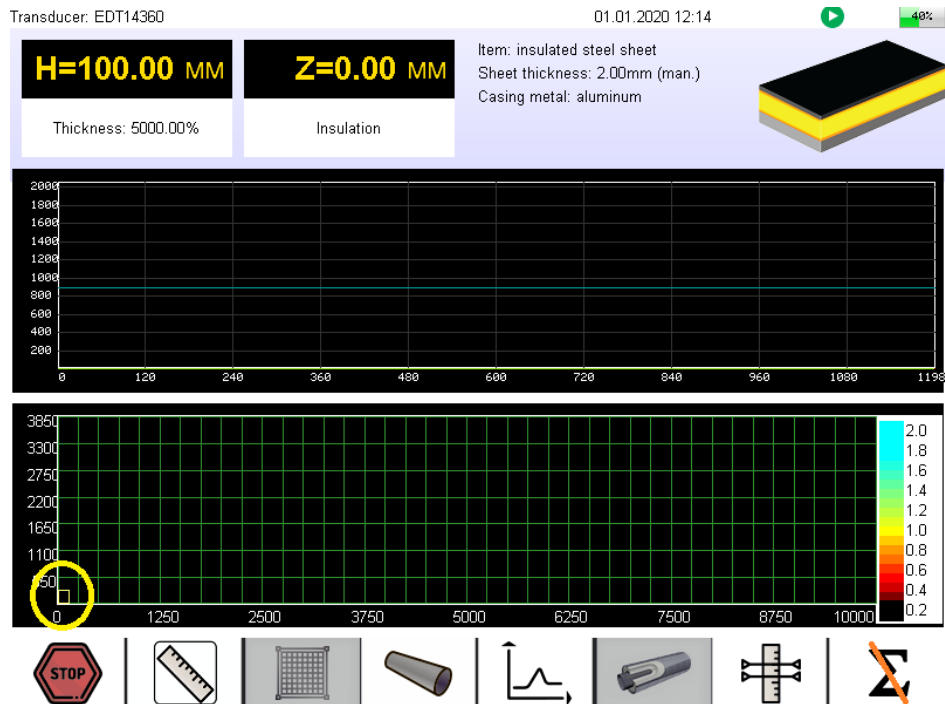 Transducer: EDT14360 01.01.2020 12:14 40%
H=100.00 MM Z=0.00 MM
Thickness: 5000.00% Insulation
Item: insulated steel sheet
Sheet thickness: 2.00mm (man.)
Casing metal: aluminum
2000
1800
1600
1400
1200
1000
800
600
400
200
0 120 240 360 480 600 720 840 960 1080 1198
3850
3300
2750
2200
1650
1100
550
0 1250 2500 3750 5000 6250 7500 8750 10000
2.0
1.8
1.6
1.4
1.2
1.0
0.8
0.6
0.4
0.2
STOP
Σ